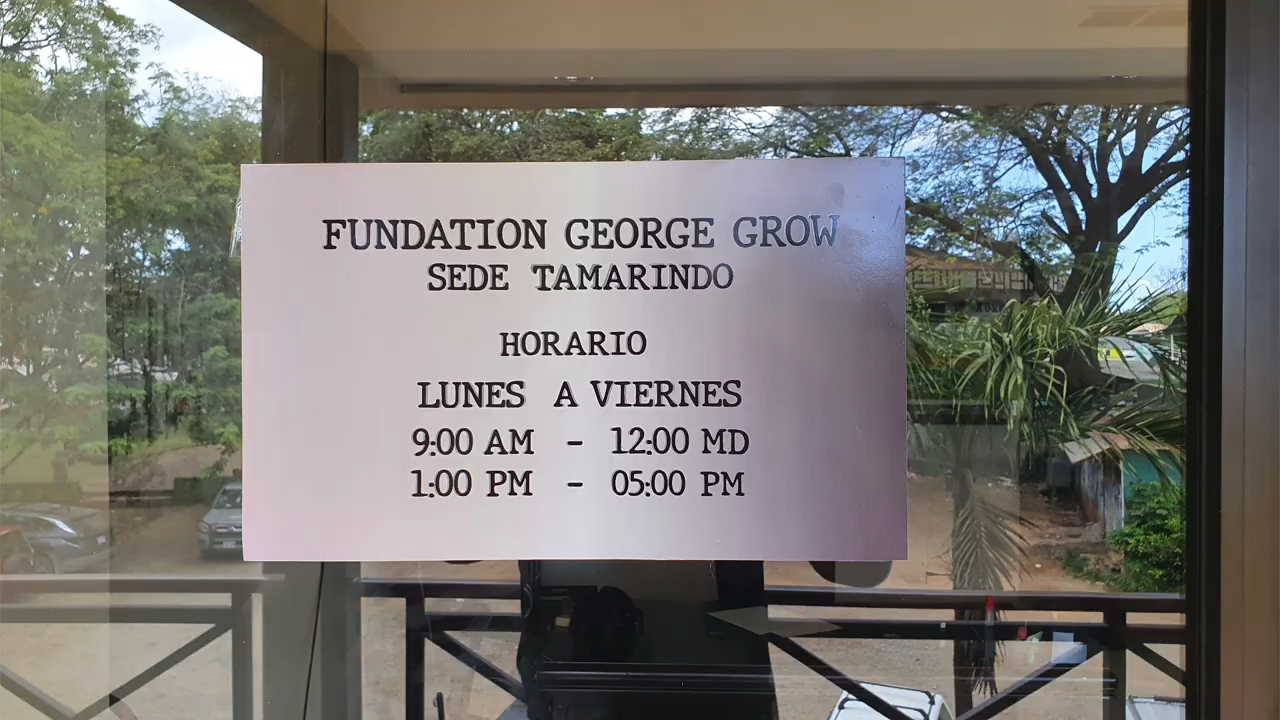 FUNDATION GEORGE GROW
SEDE TAMARINDO
HORARIO
LUNES A VIERNES
9:00 AM - 12:00 MD
1:00 PM - 05:00 PM